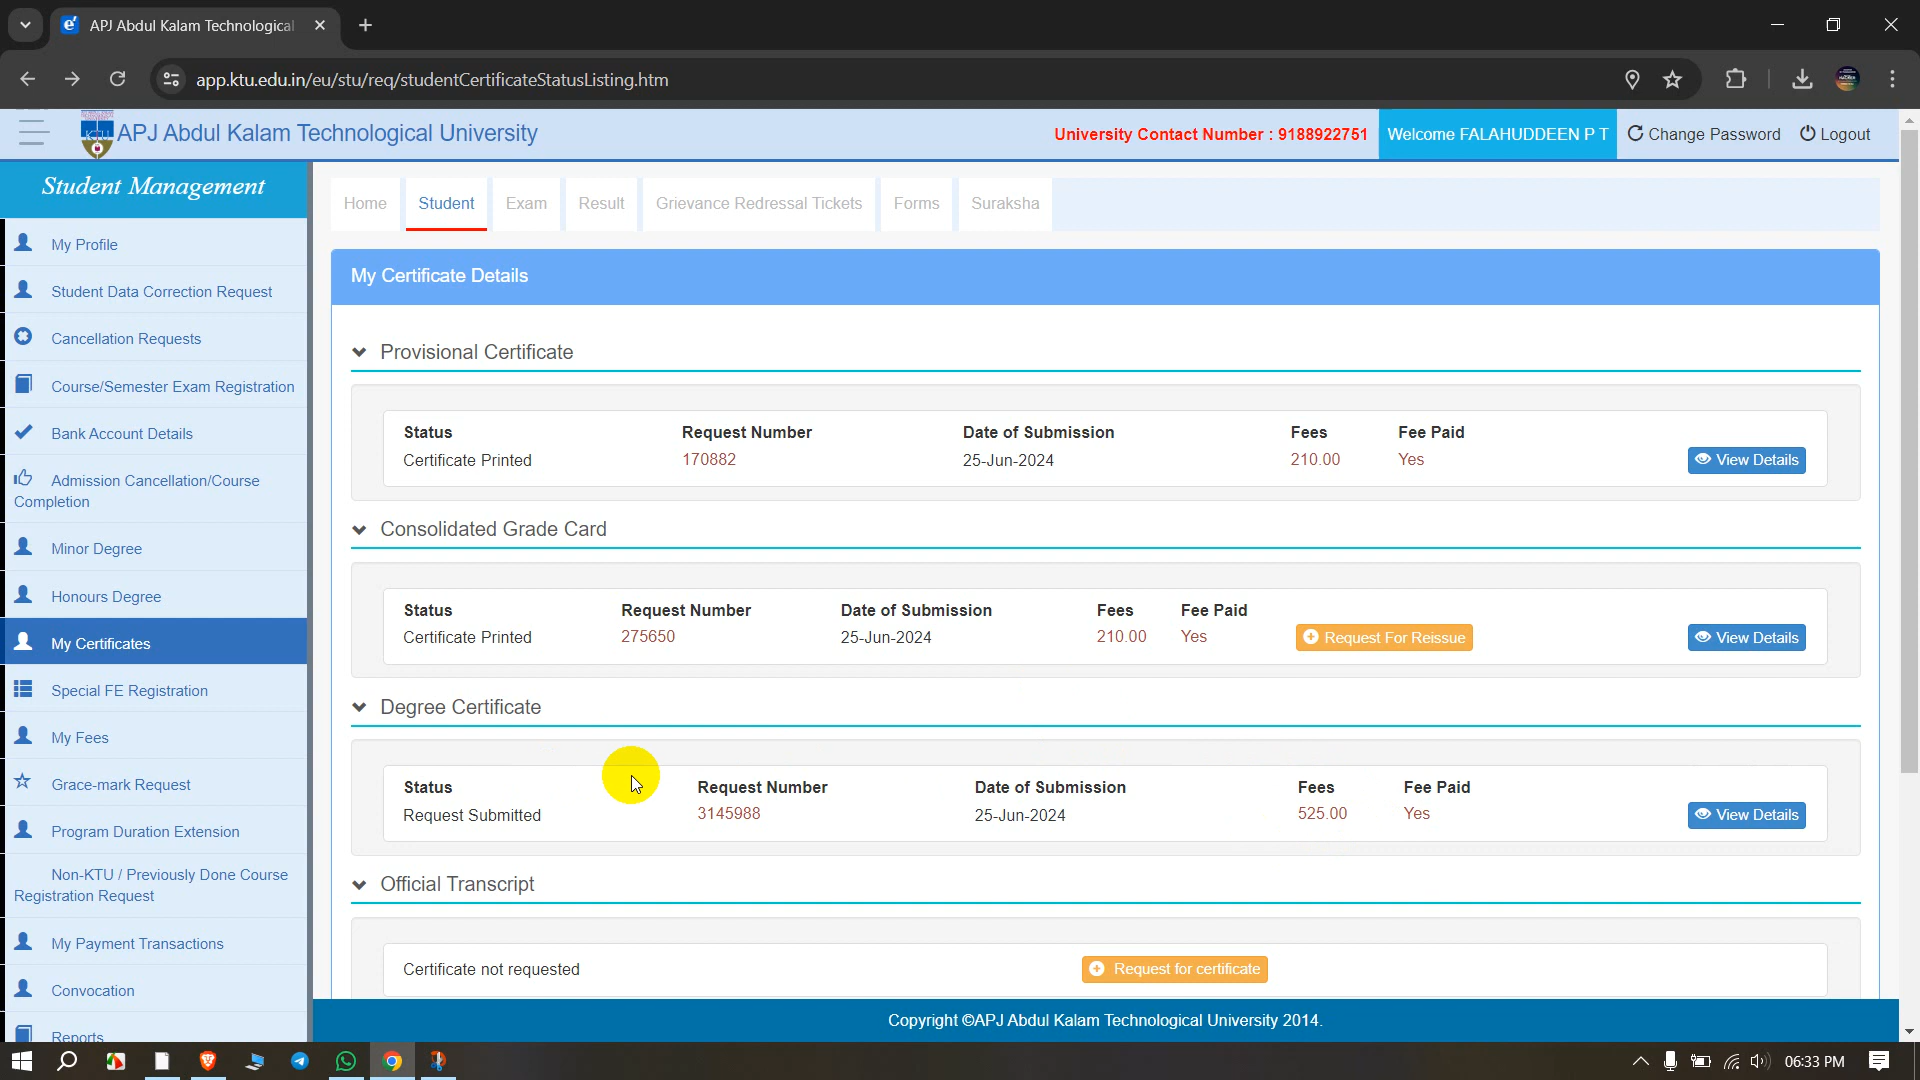 APJ Abdul Kalam Technological
app.ktu.edu.in/eu/stu/req/studentCertificateStatusListing.htm
APJ Abdul Kalam Technological University
University Contact Number : 9188922751
Welcome FALAHUDDEEN P T
Change Password
Logout
Student Management
My Profile
Student Data Correction Request
Cancellation Requests
Course/Semester Exam Registration
Bank Account Details
Admission Cancellation/Course
Completion
Minor Degree
Honours Degree
My Certificates
Special FE Registration
My Fees
Grace-mark Request
Program Duration Extension
Non-KTU / Previously Done Course
Registration Request
My Payment Transactions
Convocation
Reports
Home Student Exam Result Grievance Redressal Tickets Forms Suraksha
My Certificate Details
Provisional Certificate
Status Request Number Date of Submission Fees Fee Paid
Certificate Printed 170882 25-Jun-2024 210.00 Yes View Details
Consolidated Grade Card
Status Request Number Date of Submission Fees Fee Paid
Certificate Printed 275650 25-Jun-2024 210.00 Yes Request For Reissue View Details
Degree Certificate
Status Request Number Date of Submission Fees Fee Paid
Request Submitted 3145988 25-Jun-2024 525.00 Yes View Details
Official Transcript
Certificate not requested Request for certificate
Copyright ©APJ Abdul Kalam Technological University 2014.
06:33 PM